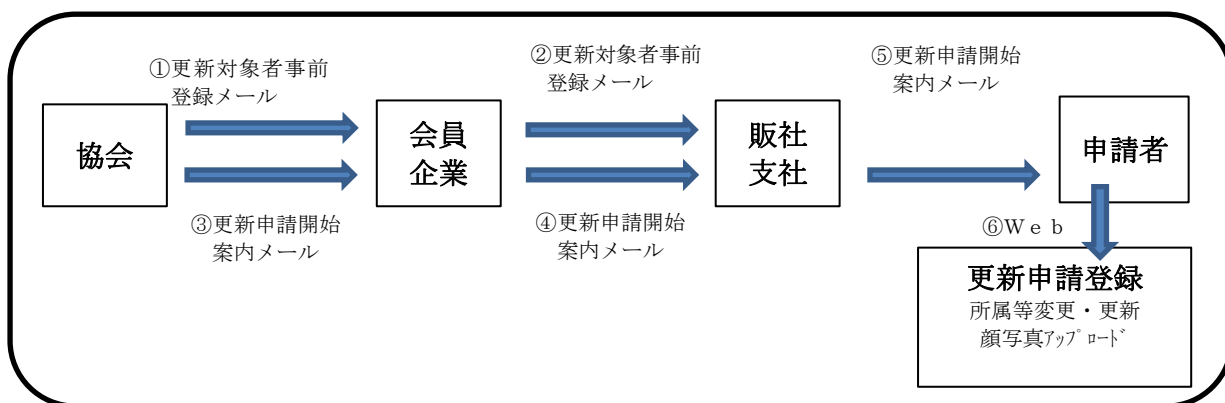 ①更新対象者事前
登録メール
②更新対象者事前
登録メール
⑤更新申請開始
案内メール
協会
会員
企業
販社
支社
申請者
③更新申請開始
案内メール
④更新申請開始
案内メール
⑥Ｗｅｂ
更新申請登録
所属等変更・更新
顔写真ｱｯﾌﾟﾛｰﾄﾞ